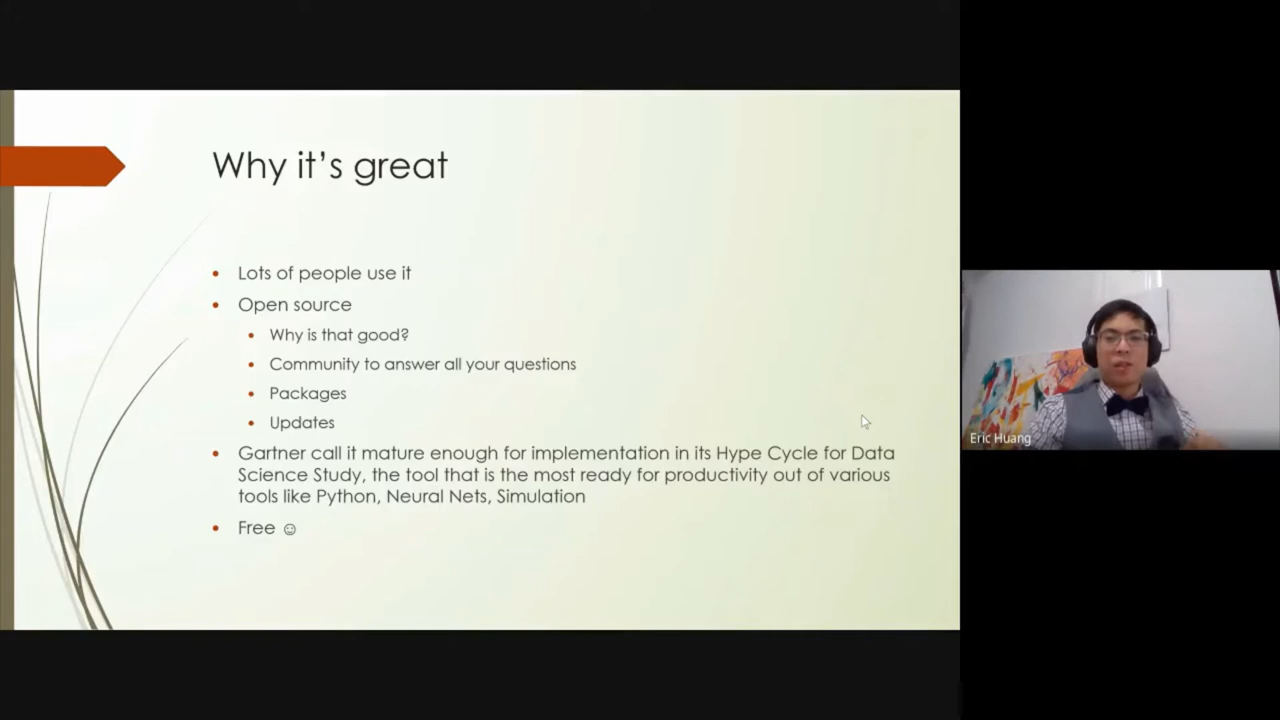 Why it's great
Lots of people use it
Open source
Why is that good?
Community to answer all your questions
Packages
Updates
Gartner call it mature enough for implementation in its Hype Cycle for Data
Science Study, the tool that is the most ready for productivity out of various
tools like Python, Neural Nets, Simulation
Free ☺
Eric Huang